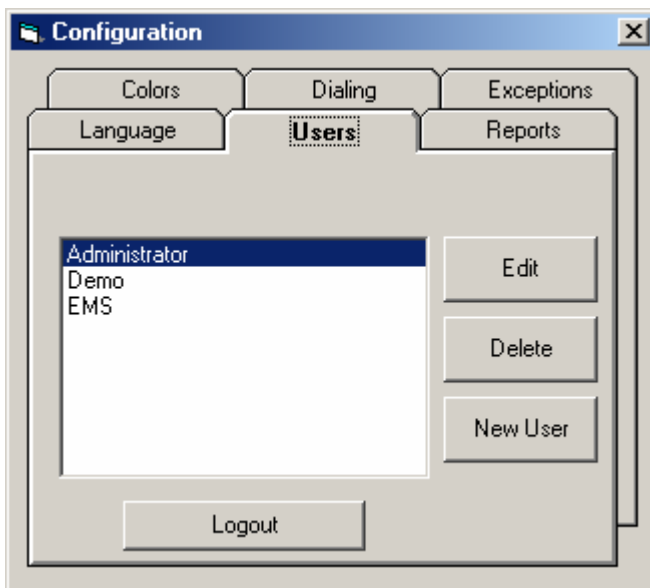 Configuration
Colors Dialing Exceptions
Language Users Reports
Administrator
Demo
EMS
Edit
Delete
New User
Logout